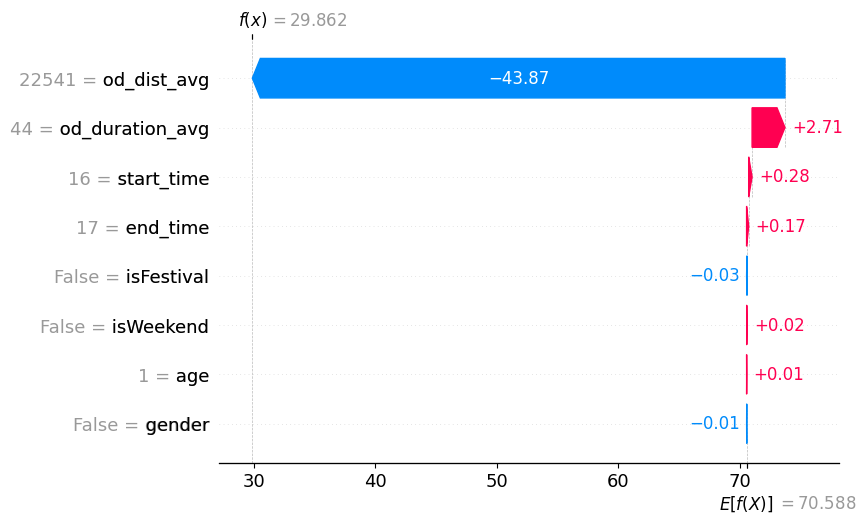 f(x) = 29.862
22541 = od_dist_avg −43.87
44 = od_duration_avg +2.71
16 = start_time +0.28
17 = end_time +0.17
False = isFestival −0.03
False = isWeekend +0.02
1 = age +0.01
False = gender −0.01
30 40 50 60 70
E[f(X)] = 70.588